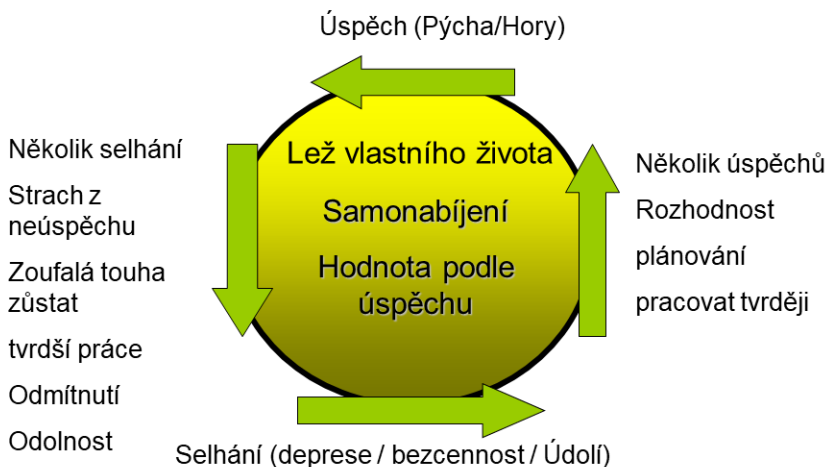 Úspěch (Pýcha/Hory)
Několik selhání
Strach z
neúspěchu
Zoufalá touha
zůstat
tvrdší práce
Odmítnutí
Odolnost
Lež vlastního života
Samonabíjení
Hodnota podle
úspěchu
Několik úspěchů
Rozhodnost
plánování
pracovat tvrději
Selhání (deprese / bezcennost / Údolí)